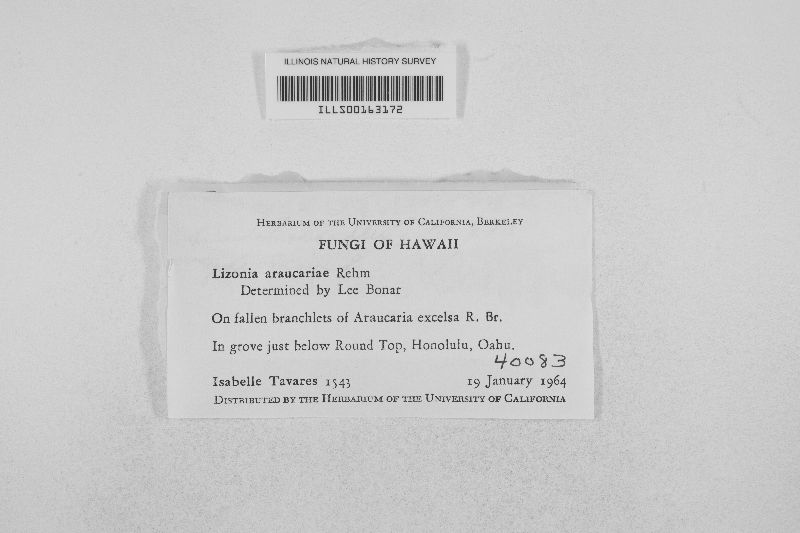 ILLINOIS NATURAL HISTORY SURVEY
ILLS00163172
HERBARIUM OF THE UNIVERSITY OF CALIFORNIA, BERKELEY
FUNGI OF HAWAII
Lizonia araucariae Rehm
Determined by Lee Bonar
On fallen branchlets of Araucaria excelsa R. Br.
In grove just below Round Top, Honolulu, Oahu.
40083
Isabelle Tavares 1543 19 January 1964
DISTRIBUTED BY THE HERBARIUM OF THE UNIVERSITY OF CALIFORNIA